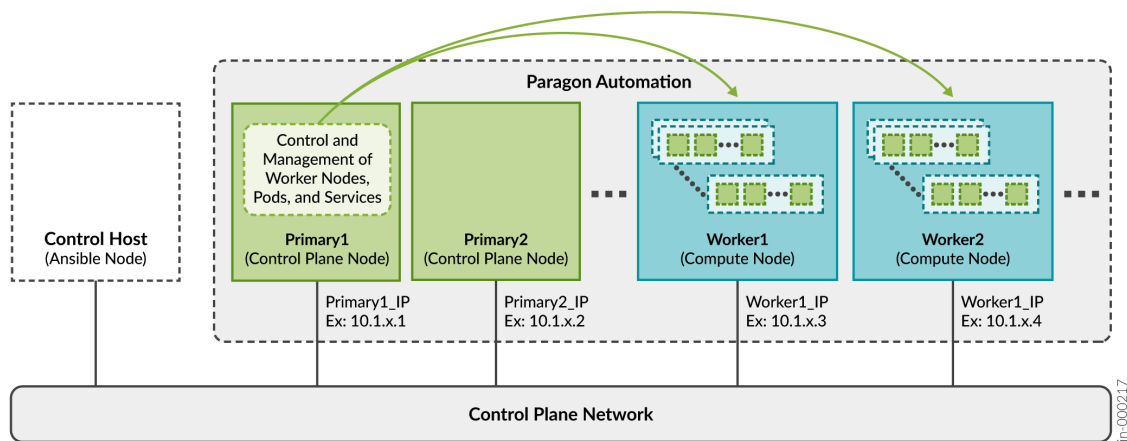 Paragon Automation
Control and
Management of
Worker Nodes,
Pods, and Services
Control Host
(Ansible Node)
Primary1
(Control Plane Node)
Primary2
(Control Plane Node)
Worker1
(Compute Node)
Worker2
(Compute Node)
Primary1_IP
Ex: 10.1.x.1
Primary2_IP
Ex: 10.1.x.2
Worker1_IP
Ex: 10.1.x.3
Worker1_IP
Ex: 10.1.x.4
Control Plane Network
jn-000217